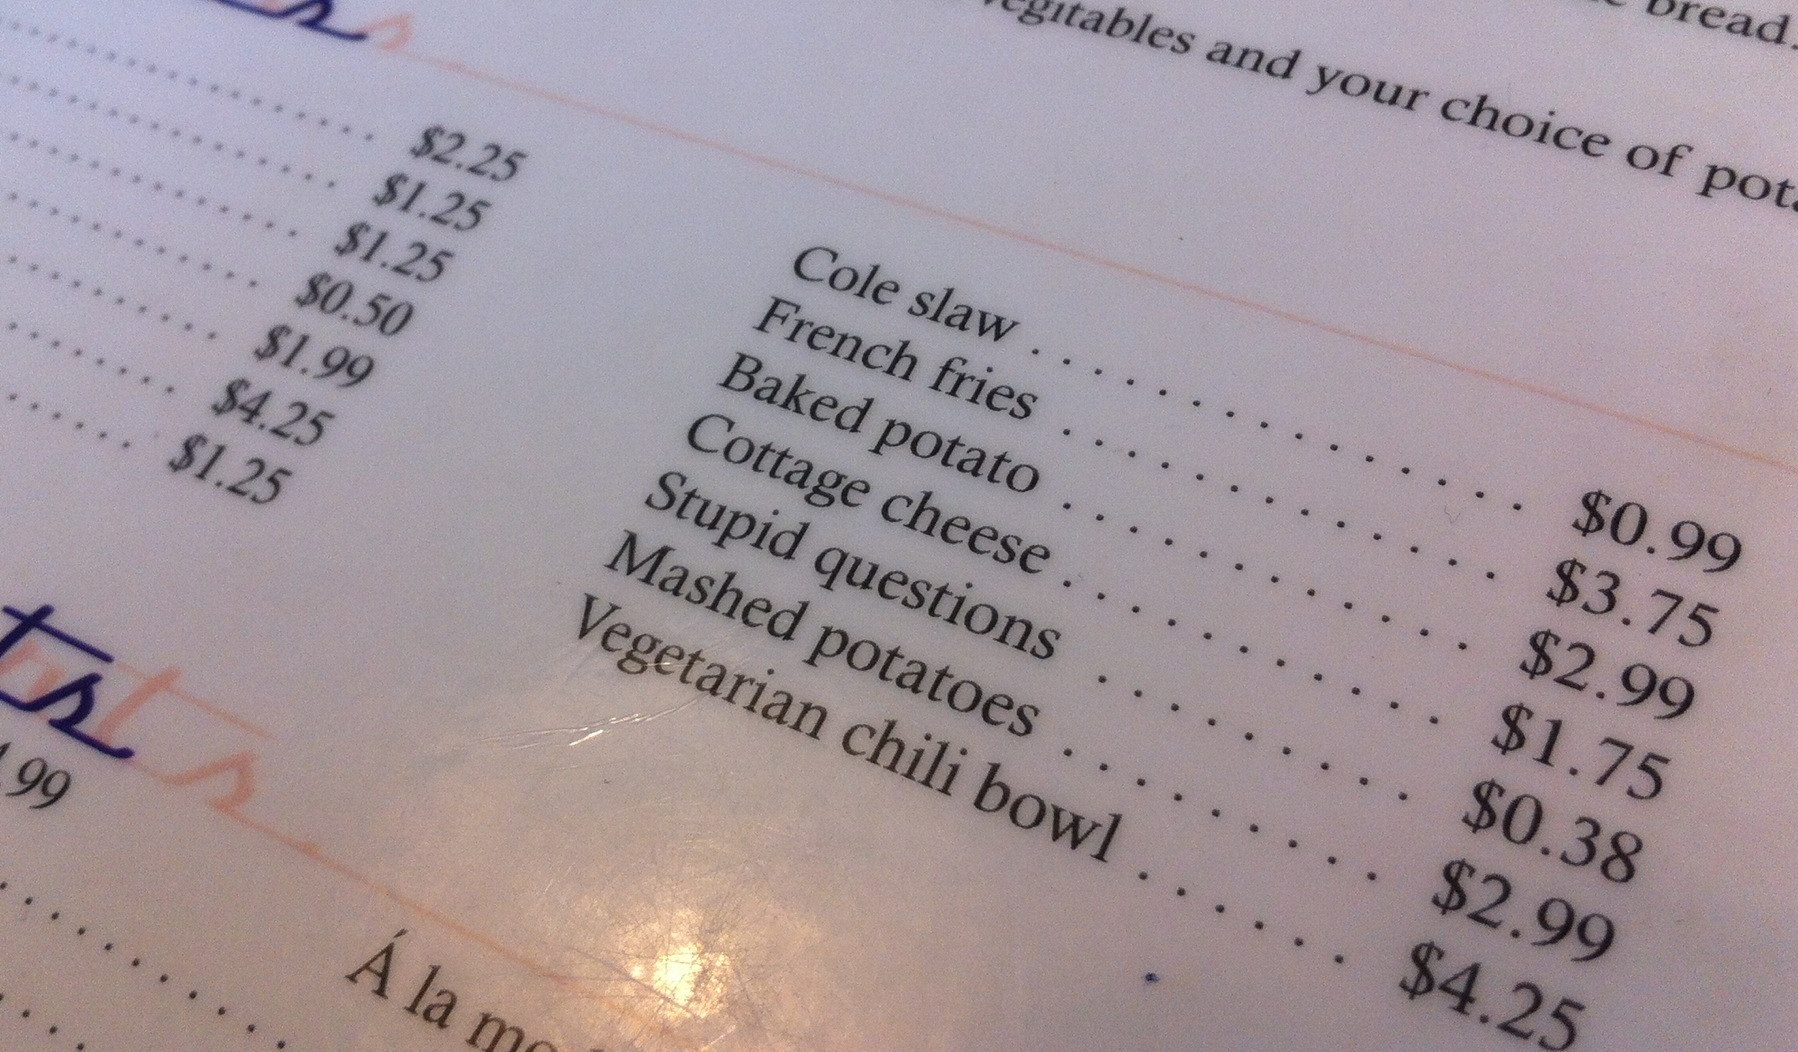 bread.
vegitables and your choice of
$2.25
$1.25
$1.25
$0.50
$1.99
$4.25
$1.25
Cole slaw . . . . . . . . . . . . . . . $0.99
French fries . . . . . . . . . . . . . $3.75
Baked potato . . . . . . . . . . . . $2.99
Cottage cheese . . . . . . . . . . . $1.75
Stupid questions . . . . . . . . . $0.38
Mashed potatoes . . . . . . . . . $2.99
Vegetarian chili bowl . . . . . . $4.25
.99
Á la